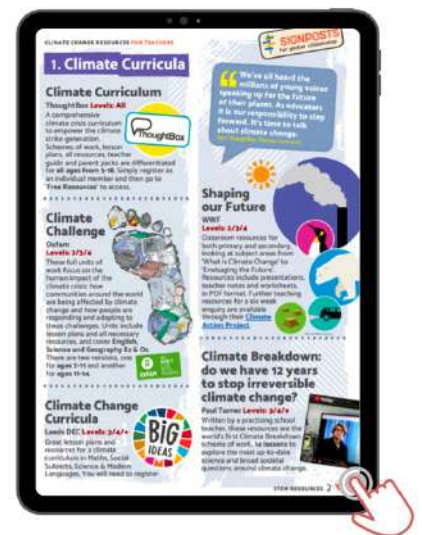 CLIMATE CHANGE RESOURCES FOR TEACHERS
SIGNPOSTS
for global citizenship
1. Climate Curricula
Climate Curriculum
ThoughtBox Levels: All
A comprehensive
climate crisis curriculum
to empower the climate
strike generation.
Schemes of work, lesson
plans, all resources, teacher
guide and parent packs are differentiated
for all ages from 5-18. Simply register as
an individual member and then go to
'Free Resources' to access.
ThoughtBox
Climate
Challenge
Oxfam
Levels: 2/3/4
These full units of
work focus on the
human impact of the
climate crisis: how
communities around the world
are being affected by climate
change and how people are
responding and adapting to
these challenges. Units include
lesson plans and all necessary
resources, and cover English,
Science and Geography Es & Os.
There are two versions, one
for ages 7-11 and another
for ages 11-14
OXFAM
Climate Change
Curricula
Leeds DEC Levels: 3/4/+
Great lesson plans and
resources for a climate
curriculum in Maths, Social
Subjects, Science & Modern
Languages. You will need to register
BIG
IDEAS
We've all heard the
millions of young voices
speaking up for the future
of their planet. As educators
it is our responsibility to step
forward. It's time to talk
about climate change.
Shaping
our Future
WWF
Levels: 2/3/4
Classroom resources for
both primary and secondary,
looking at subject areas from
'What is Climate Change' to
'Envisaging the Future'.
Resources include presentations,
teacher notes and worksheets,
in PDF format. Further teaching
resources for a six week
enquiry are available
through their Climate
Action Project.
Climate Breakdown:
do we have 12 years
to stop irreversible
climate change?
Paul Turner Levels: 3/4/+
Written by a practising school
teacher, these resources are the
world's first Climate Breakdown
scheme of work. 14 lessons to
explore the most up-to-date
science and broad societal
questions around climate change.
STEM RESOURCES 2